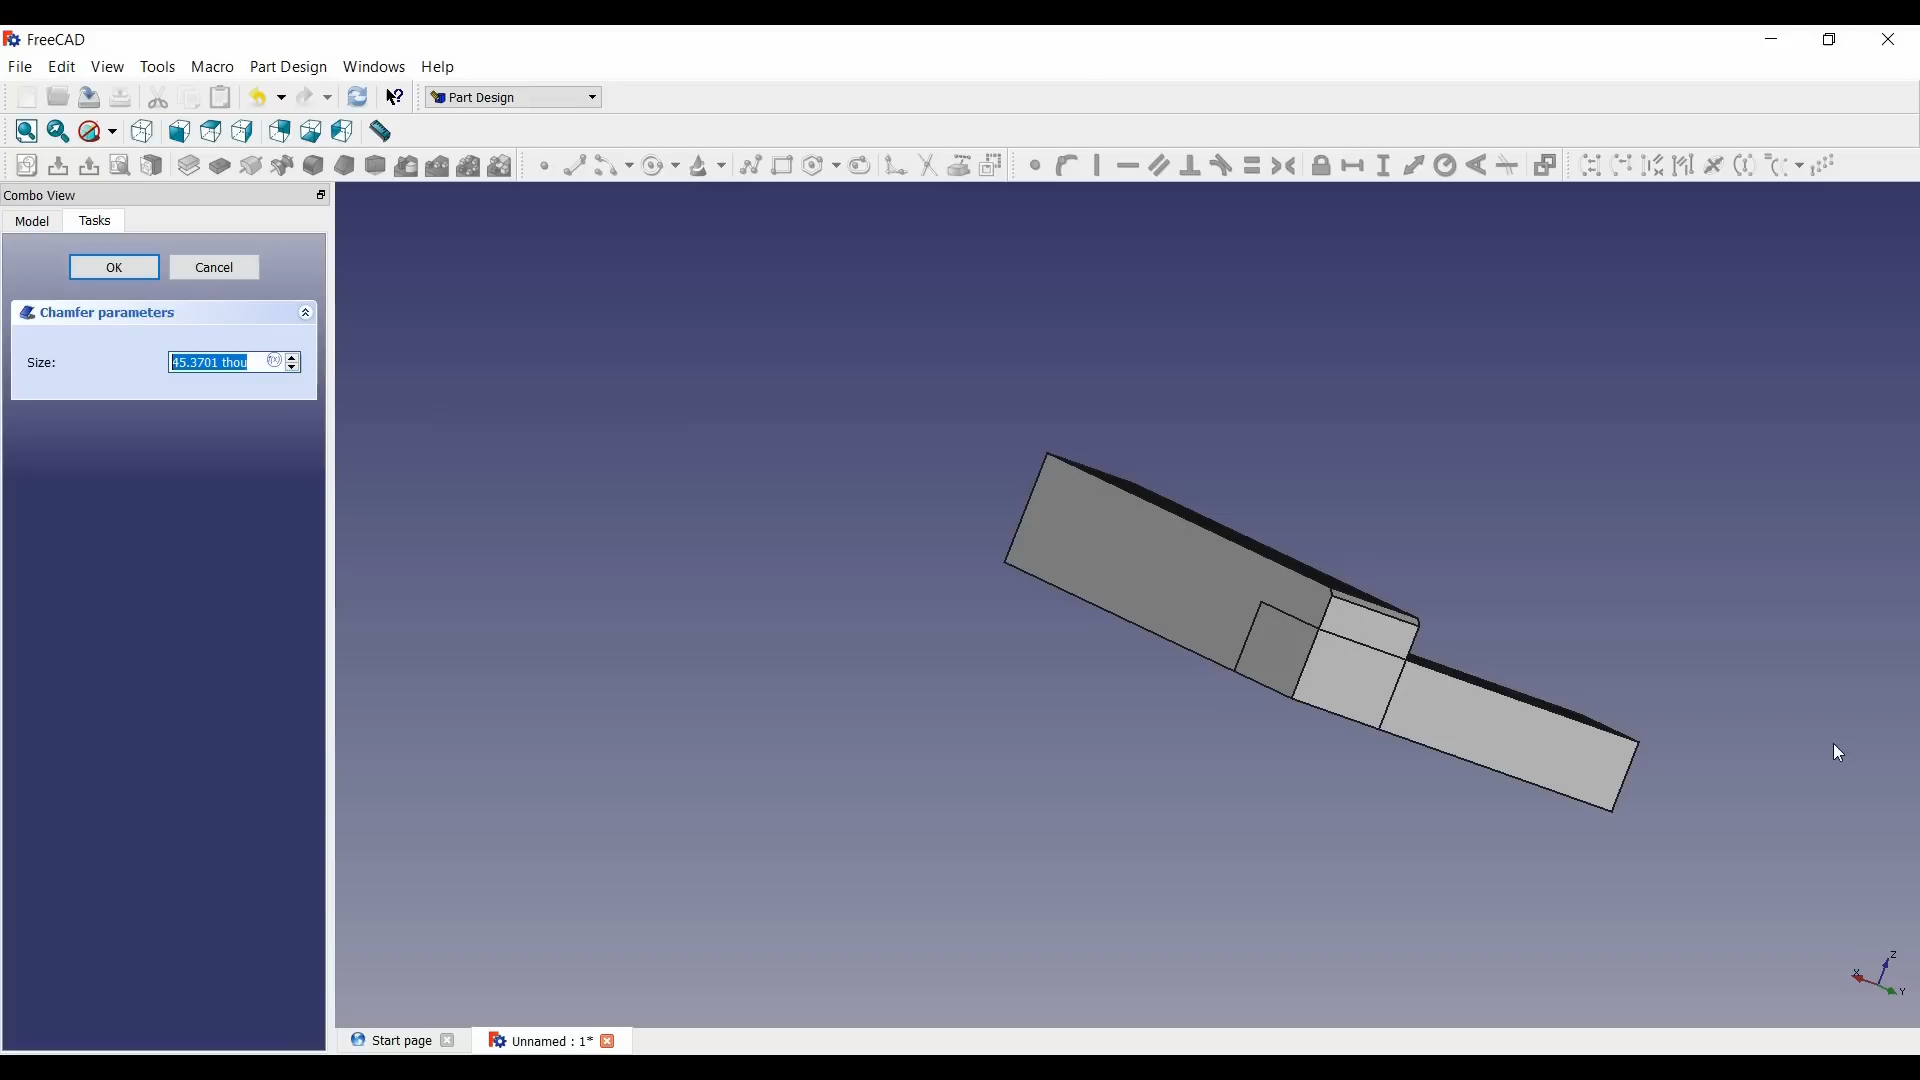 FreeCAD
File Edit View Tools Macro Part Design Windows Help
Part Design
Combo View
Model Tasks
OK Cancel
Chamfer parameters
Size: 45.3701 thou f(x)
Z
X
Y
Start page Unnamed : 1*